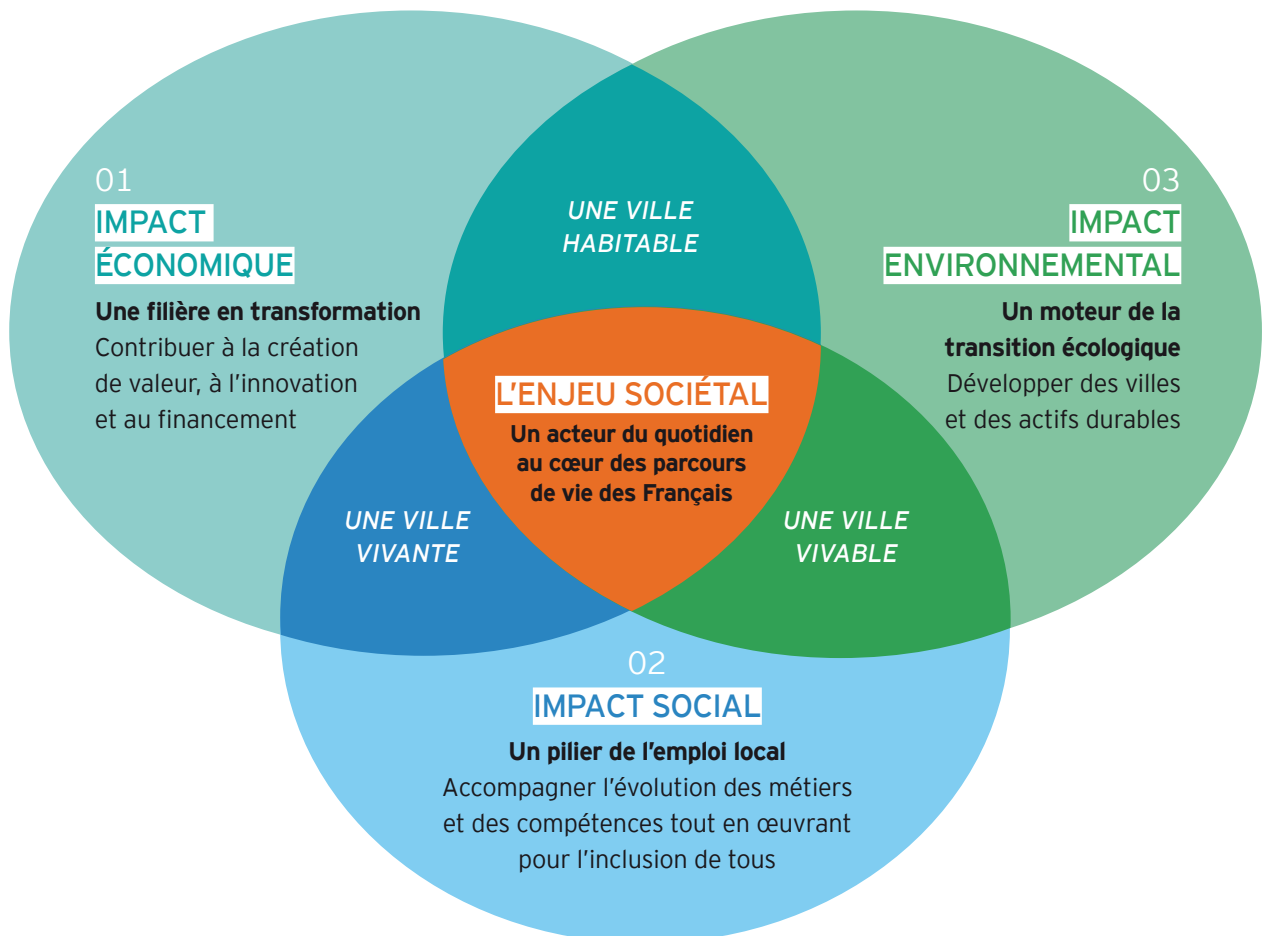 01
IMPACT
ÉCONOMIQUE
Une filière en transformation
Contribuer à la création
de valeur, à l'innovation
et au financement
UNE VILLE
HABITABLE
03
IMPACT
ENVIRONNEMENTAL
Un moteur de la
transition écologique
Développer des villes
et des actifs durables
L'ENJEU SOCIÉTAL
Un acteur du quotidien
au cœur des parcours
de vie des Français
UNE VILLE
VIVANTE
UNE VILLE
VIVABLE
02
IMPACT SOCIAL
Un pilier de l'emploi local
Accompagner l'évolution des métiers
et des compétences tout en œuvrant
pour l'inclusion de tous